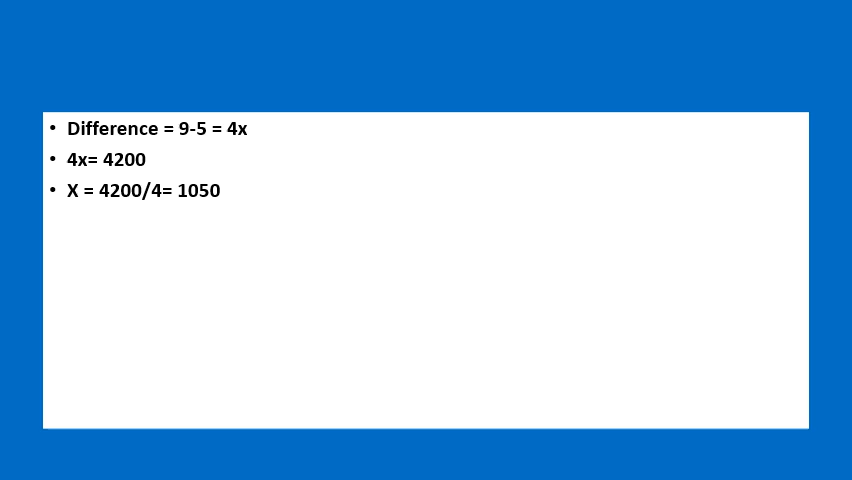 • Difference = 9-5 = 4x
• 4x= 4200
• X = 4200/4= 1050